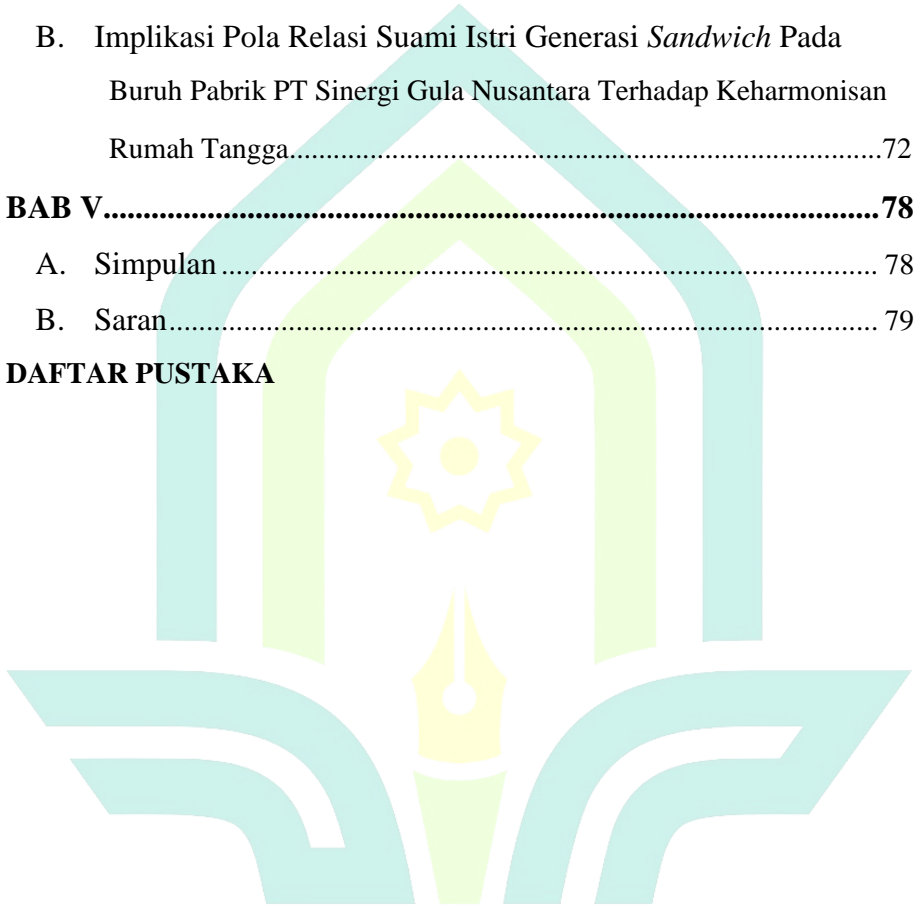 B. Implikasi Pola Relasi Suami Istri Generasi Sandwich Pada
Buruh Pabrik PT Sinergi Gula Nusantara Terhadap Keharmonisan
Rumah Tangga................................................................................72
BAB V.................................................................................................78
A. Simpulan ......................................................................................... 78
B. Saran................................................................................................ 79
DAFTAR PUSTAKA